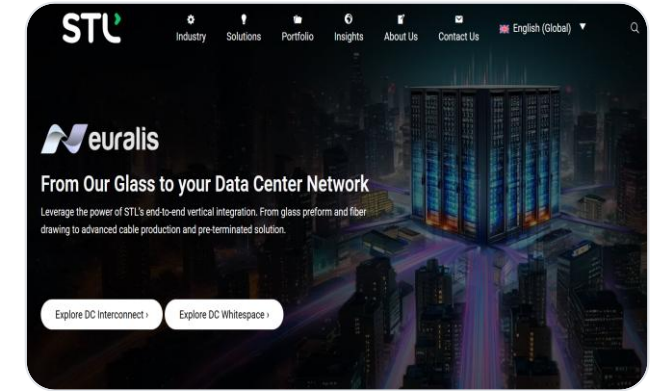 STL
Industry Solutions Portfolio Insights About Us Contact Us English (Global)
Neuralis
From Our Glass to your Data Center Network
Leverage the power of STL's end-to-end vertical integration. From glass preform and fiber
drawing to advanced cable production and pre-terminated solution.
Explore DC Interconnect › Explore DC Whitespace ›